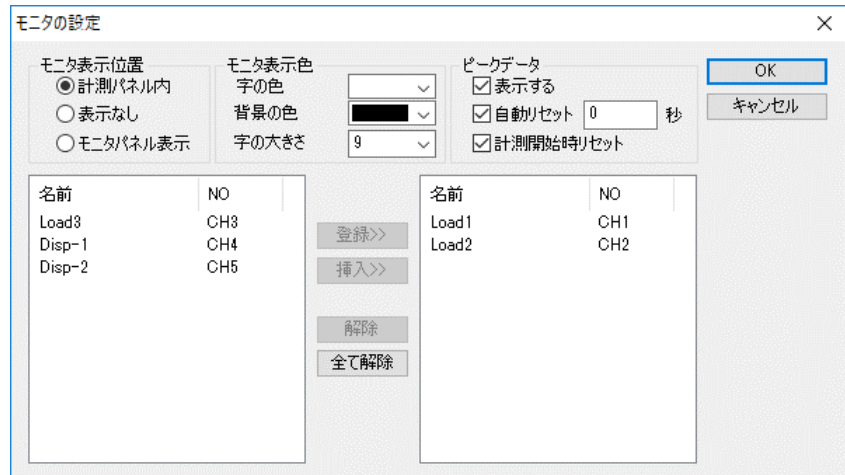 モニタの設定
モニタ表示位置
計測パネル内
表示なし
モニタパネル表示
モニタ表示色
字の色
背景の色
字の大きさ 9
ピークデータ
表示する
自動リセット 0 秒
計測開始時リセット
OK
キャンセル
名前 NO
Load3 CH3
Disp-1 CH4
Disp-2 CH5
登録>>
挿入>>
解除
全て解除
名前 NO
Load1 CH1
Load2 CH2